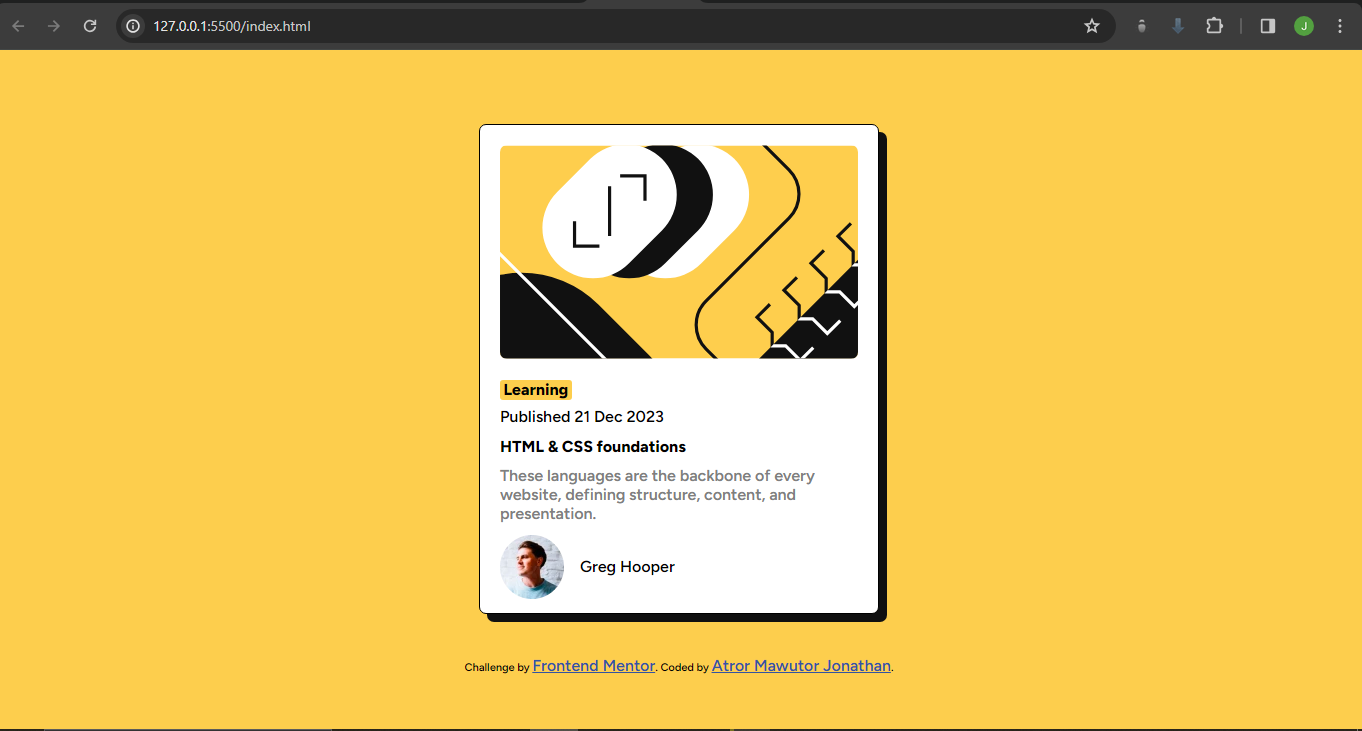 127.0.0.1:5500/index.html
J
Learning
Published 21 Dec 2023
HTML & CSS foundations
These languages are the backbone of every
website, defining structure, content, and
presentation.
Greg Hooper
Challenge by Frontend Mentor. Coded by Atror Mawutor Jonathan.